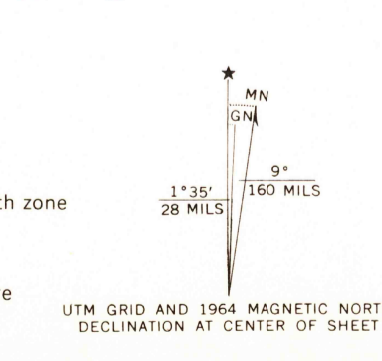 MN
GN
9°
160 MILS
1°35′
28 MILS
th zone
e
UTM GRID AND 1964 MAGNETIC NORT
DECLINATION AT CENTER OF SHEET